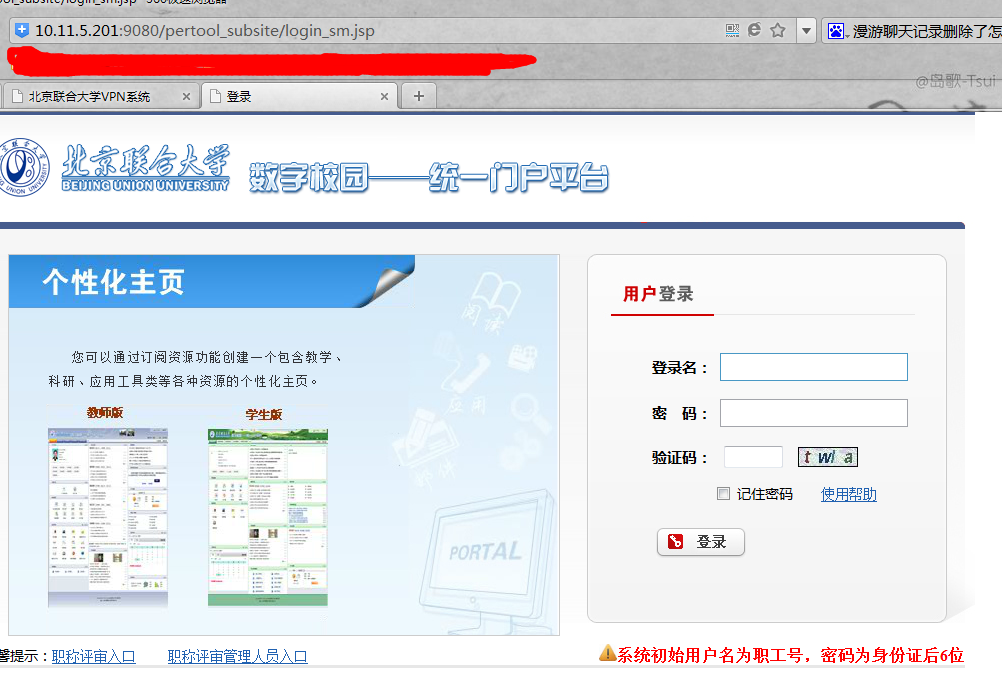 ol_subsite/login_sm.jsp - 360极速浏览器
10.11.5.201:9080/pertool_subsite/login_sm.jsp
漫游聊天记录删除了怎
@岛歌-Tsui
北京联合大学VPN系统
登录
北京联合大学
BEIJING UNION UNIVERSITY
数字校园——统一门户平台
个性化主页
阅读
应用
您可以通过订阅资源功能创建一个包含教学、
科研、应用工具类等各种资源的个性化主页。
教师版
学生版
PORTAL
用户登录
登录名：
密 码：
验证码：
t wl a
记住密码
使用帮助
登录
馨提示：职称评审入口
职称评审管理人员入口
系统初始用户名为职工号，密码为身份证后6位